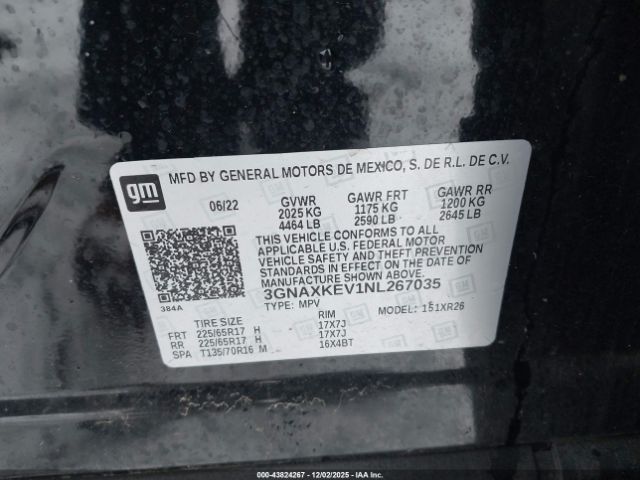 gm
MFD BY GENERAL MOTORS DE MEXICO, S. DE R.L. DE C.V.
06/22 GVWR GAWR FRT GAWR RR
2025 KG 1175 KG 1200 KG
4464 LB 2590 LB 2645 LB
THIS VEHICLE CONFORMS TO ALL
APPLICABLE U.S. FEDERAL MOTOR
VEHICLE SAFETY AND THEFT PREVENTION
STANDARDS IN EFFECT ON THE DATE OF
MANUFACTURE SHOWN ABOVE.
3GNAXKEV1NL267035
384A TYPE: MPV MODEL: 151XR26
TIRE SIZE RIM
FRT 225/65R17 H 17X7J
RR 225/65R17 H 17X7J
SPA T135/70R16 M 16X4BT
000-43824267 - 12/02/2025 - IAA Inc.